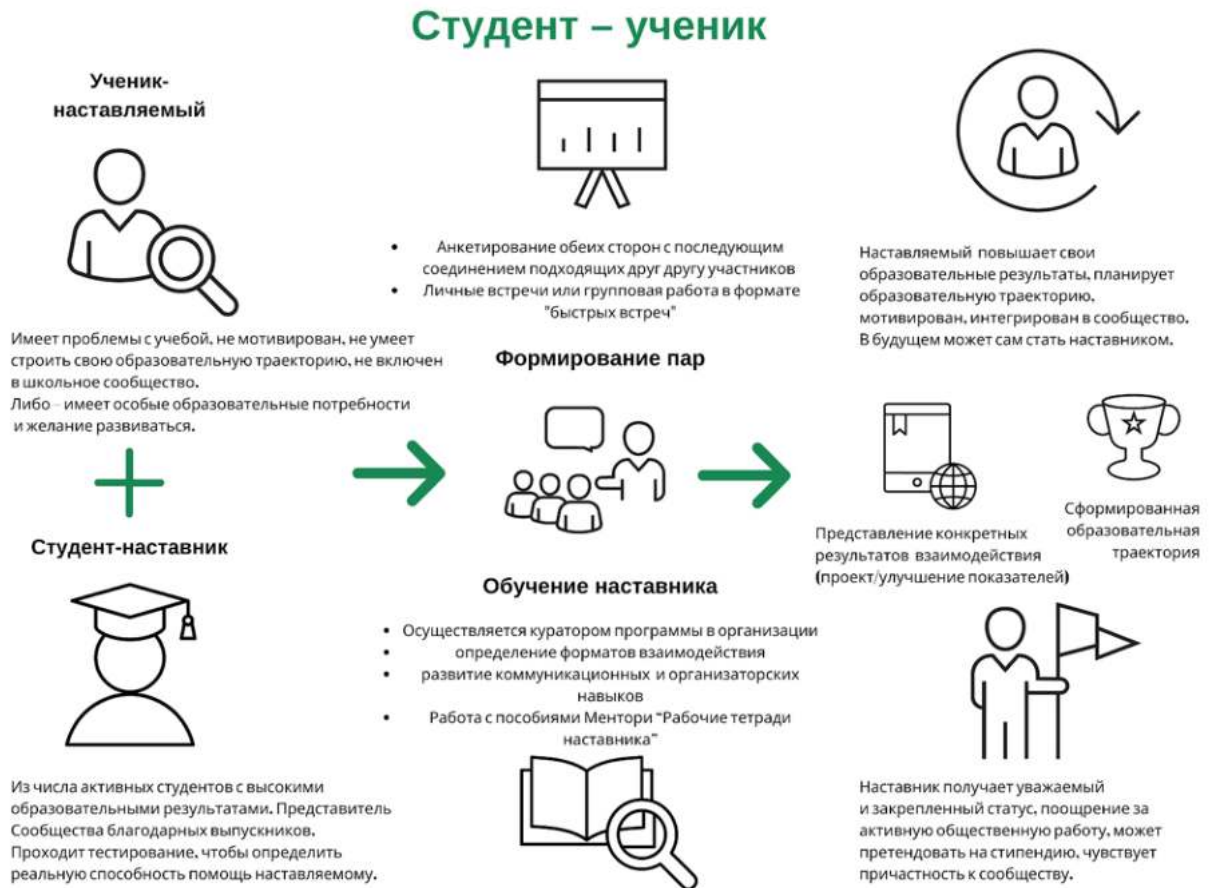 Студент – ученик
Ученик-
наставляемый
Имеет проблемы с учебой, не мотивирован, не умеет
строить свою образовательную траекторию, не включен
в школьное сообщество.
Либо – имеет особые образовательные потребности
и желание развиваться.
Студент-наставник
Из числа активных студентов с высокими
образовательными результатами. Представитель
Сообщества благодарных выпускников.
Проходит тестирование, чтобы определить
реальную способность помощь наставляемому.
• Анкетирование обеих сторон с последующим
соединением подходящих друг другу участников
• Личные встречи или групповая работа в формате
"быстрых встреч"
Формирование пар
Обучение наставника
• Осуществляется куратором программы в организации
• определение форматов взаимодействия
• развитие коммуникационных и организаторских
навыков
• Работа с пособиями Ментори "Рабочие тетради
наставника"
Наставляемый повышает свои
образовательные результаты, планирует
образовательную траекторию,
мотивирован, интегрирован в сообщество.
В будущем может сам стать наставником.
Представление конкретных
результатов взаимодействия
(проект/улучшение показателей)
Сформированная
образовательная
траектория
Наставник получает уважаемый
и закрепленный статус, поощрение за
активную общественную работу, может
претендовать на стипендию, чувствует
причастность к сообществу.